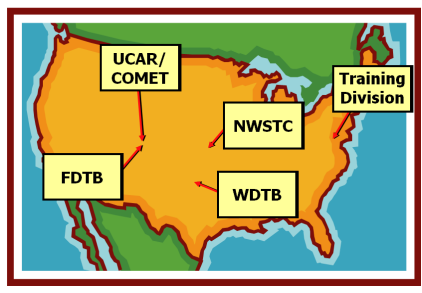 UCAR/
COMET
Training
Division
NWSTC
FDTB
WDTB